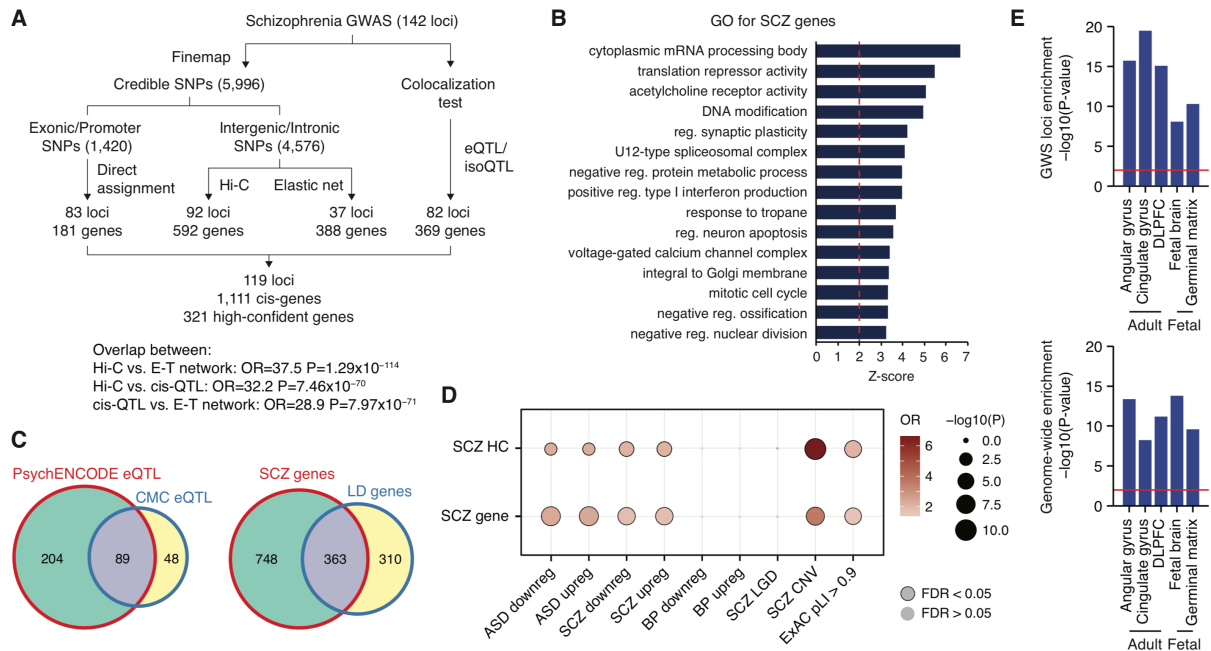 A
Schizophrenia GWAS (142 loci)
Finemap
Credible SNPs (5,996)
Colocalization
test
Exonic/Promoter
SNPs (1,420)
Intergenic/Intronic
SNPs (4,576)
Direct
assignment
Hi-C
Elastic net
eQTL/
isoQTL
83 loci
181 genes
92 loci
592 genes
37 loci
388 genes
82 loci
369 genes
119 loci
1,111 cis-genes
321 high-confident genes
Overlap between:
Hi-C vs. E-T network: OR=37.5 P=1.29x10⁻¹¹⁴
Hi-C vs. cis-QTL: OR=32.2 P=7.46x10⁻⁷⁰
cis-QTL vs. E-T network: OR=28.9 P=7.97x10⁻⁷¹
B
GO for SCZ genes
cytoplasmic mRNA processing body
translation repressor activity
acetylcholine receptor activity
DNA modification
reg. synaptic plasticity
U12-type spliceosomal complex
negative reg. protein metabolic process
positive reg. type I interferon production
response to tropane
reg. neuron apoptosis
voltage-gated calcium channel complex
integral to Golgi membrane
mitotic cell cycle
negative reg. ossification
negative reg. nuclear division
0 1 2 3 4 5 6 7
Z-score
C
PsychENCODE eQTL
CMC eQTL
204
89
48
SCZ genes
LD genes
748
363
310
D
SCZ HC
SCZ gene
ASD downreg
ASD upreg
SCZ downreg
SCZ upreg
BP downreg
BP upreg
SCZ LGD
SCZ CNV
ExAC pLI > 0.9
OR
6
4
2
−log10(P)
0.0
2.5
5.0
7.5
10.0
FDR < 0.05
FDR > 0.05
E
GWS loci enrichment
−log10(P-value)
20
15
10
5
0
Angular gyrus
Cingulate gyrus
DLPFC
Fetal brain
Germinal matrix
Adult
Fetal
Genome-wide enrichment
−log10(P-value)
20
15
10
5
0
Angular gyrus
Cingulate gyrus
DLPFC
Fetal brain
Germinal matrix
Adult
Fetal